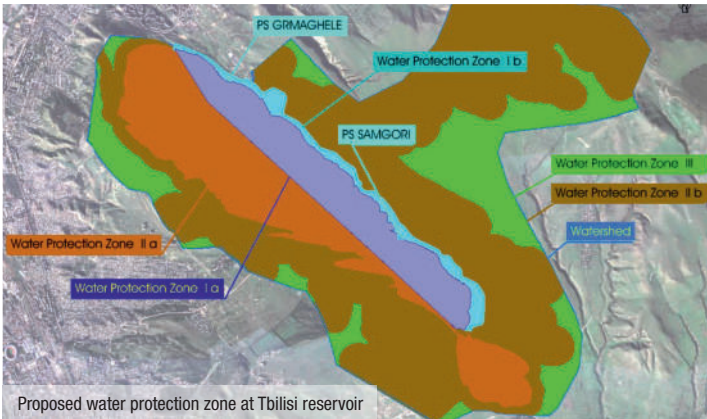 PS GRMAGHELE
Water Protection Zone I b
PS SAMGORI
Water Protection Zone III
Water Protection Zone II b
Watershed
Water Protection Zone II a
Water Protection Zone I a
Proposed water protection zone at Tbilisi reservoir